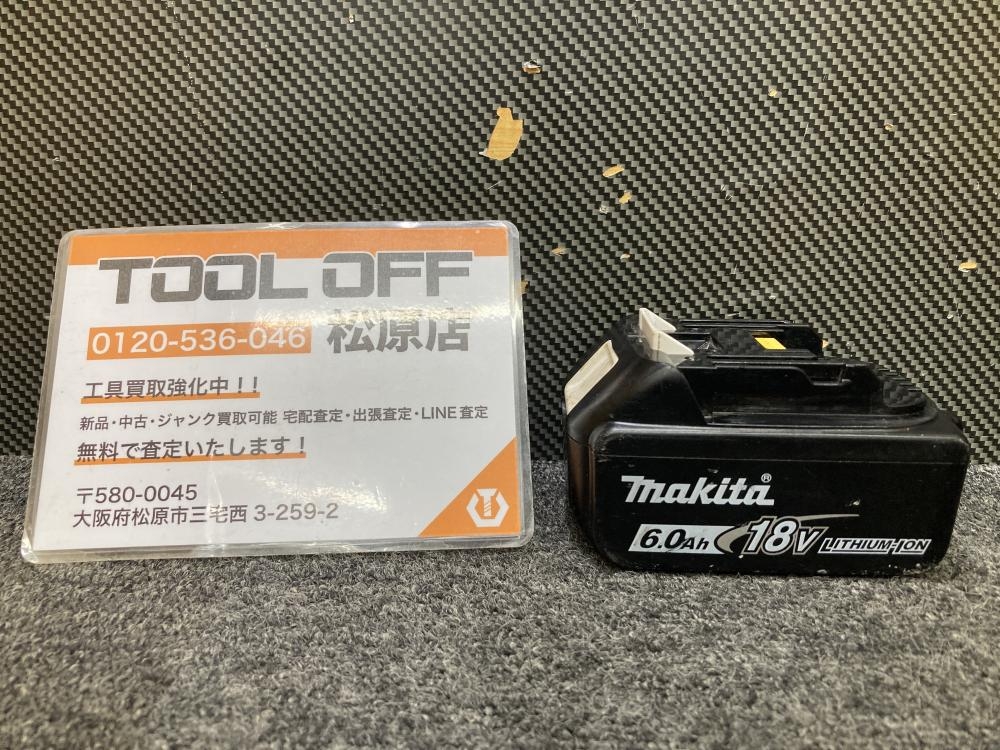 TOOL OFF
0120-536-046 松原店
工具買取強化中！！
新品・中古・ジャンク買取可能 宅配査定・出張査定・LINE査定
無料で査定いたします！
〒580-0045
大阪府松原市三宅西 3-259-2
makita®
6.0Ah 18V LITHIUM-ION